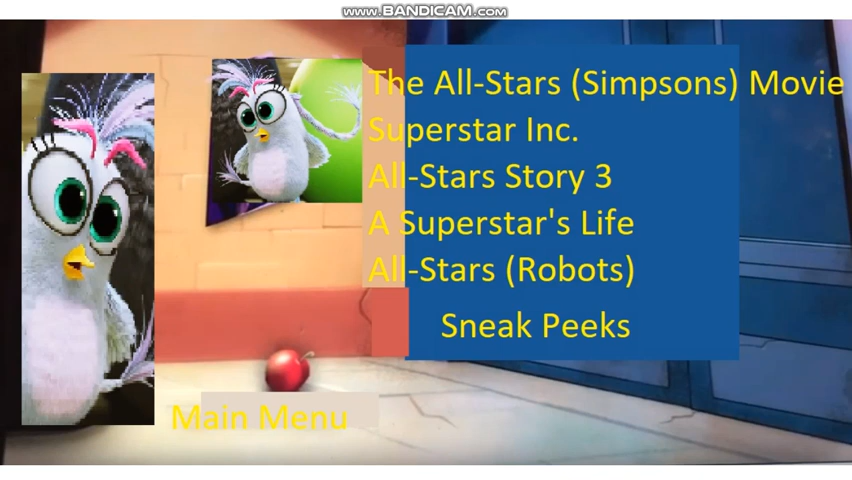 www.BANDICAM.com
The All-Stars (Simpsons) Movie
Superstar Inc.
All-Stars Story 3
A Superstar's Life
All-Stars (Robots)
Sneak Peeks
Main Menu